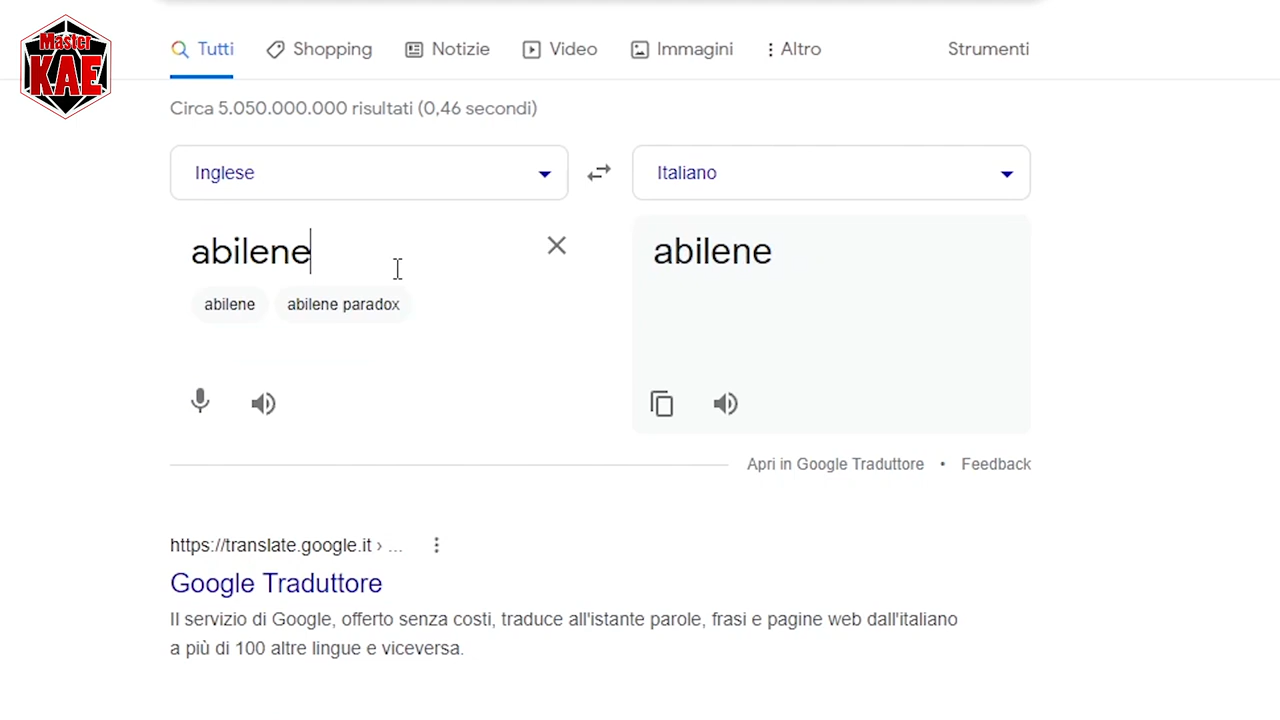 Master
KAE
Tutti Shopping Notizie Video Immagini Altro Strumenti
Circa 5.050.000.000 risultati (0,46 secondi)
Inglese Italiano
abilene abilene
abilene abilene paradox
Apri in Google Traduttore • Feedback
https://translate.google.it › ...
Google Traduttore
Il servizio di Google, offerto senza costi, traduce all'istante parole, frasi e pagine web dall'italiano
a più di 100 altre lingue e viceversa.